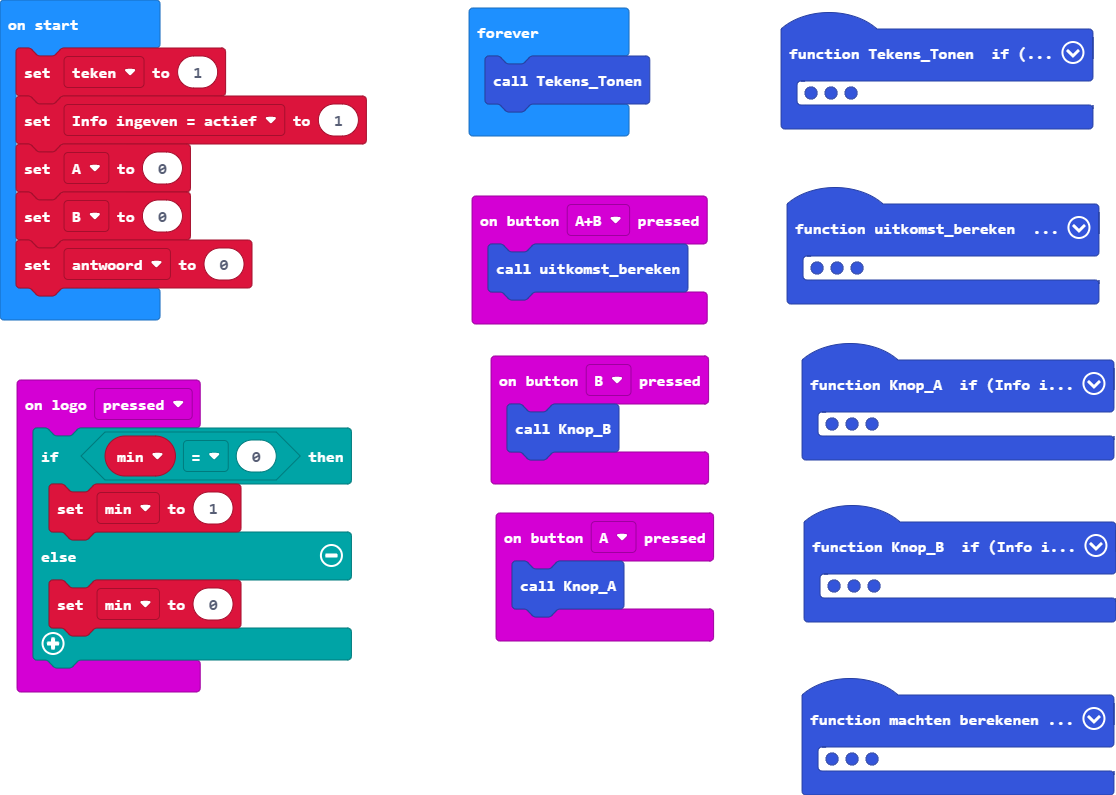 on start
set teken to 1
set Info ingeven = actief to 1
set A to 0
set B to 0
set antwoord to 0
on logo pressed
if min = 0 then
set min to 1
else
set min to 0
forever
call Tekens_Tonen
on button A+B pressed
call uitkomst_bereken
on button B pressed
call Knop_B
on button A pressed
call Knop_A
function Tekens_Tonen if (...
function uitkomst_bereken ...
function Knop_A if (Info i...
function Knop_B if (Info i...
function machten berekenen ...